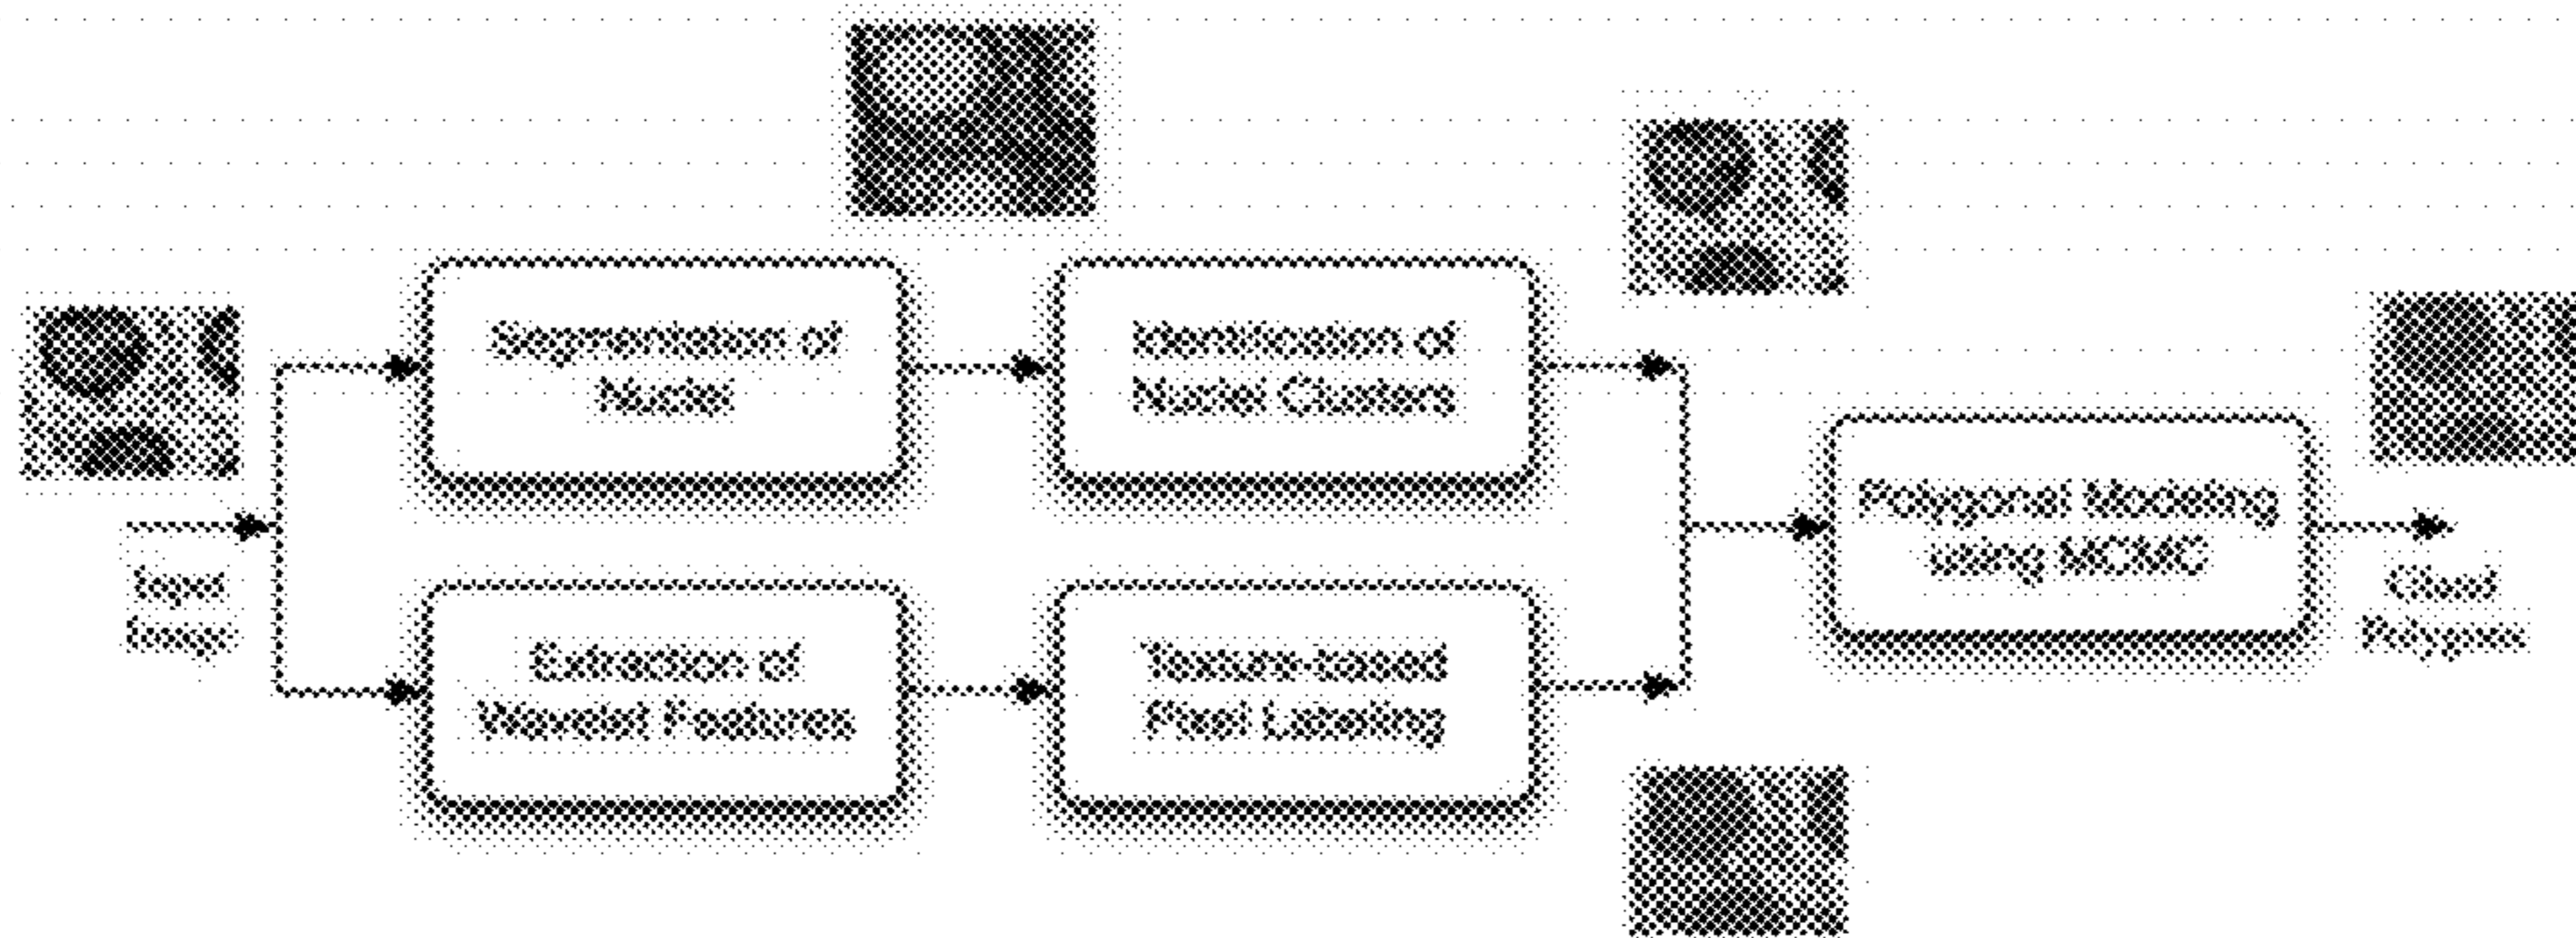 Segmentation of
Nuclei
Identification of
Nuclei Clusters
Input
Image
Extraction of
Wavelet Features
Texture-based
Pixel Labeling
Polygonal Modeling
using MCMC
Gland
Polygons